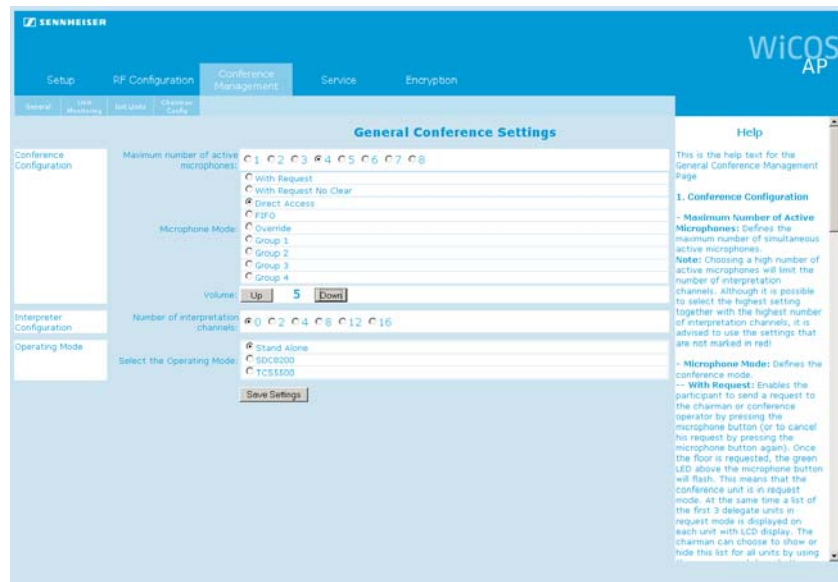 SENNHEISER
WiCOS
AP
Setup
RF Configuration
Conference
Management
Service
Encryption
General
Unit
Monitoring
Init Units
Chairman
Config
General Conference Settings
Conference
Configuration
Maximum number of active
microphones:
1 2 3 4 5 6 7 8
Microphone Mode:
With Request
With Request No Clear
Direct Access
FIFO
Override
Group 1
Group 2
Group 3
Group 4
Volume:
Up 5 Down
Interpreter
Configuration
Number of interpretation
channels:
0 2 4 8 12 16
Operating Mode
Select the Operating Mode:
Stand Alone
SDC8200
TCS5500
Save Settings
Help
This is the help text for the
General Conference Management
Page
1. Conference Configuration
- Maximum Number of Active
Microphones: Defines the
maximum number of simultaneous
active microphones.
Note: Choosing a high number of
active microphones will limit the
number of interpretation
channels. Although it is possible
to select the highest setting
together with the highest number
of interpretation channels, it is
advised to use the settings that
are not marked in red!
- Microphone Mode: Defines the
conference mode.
-- With Request: Enables the
participant to send a request to
the chairman or conference
operator by pressing the
microphone button (or to cancel
his request by pressing the
microphone button again). Once
the floor is requested, the green
LED above the microphone button
will flash. This means that the
conference unit is in request
mode. At the same time a list of
the first 3 delegate units in
request mode is displayed on
each unit with LCD display. The
chairman can choose to show or
hide this list for all units by using